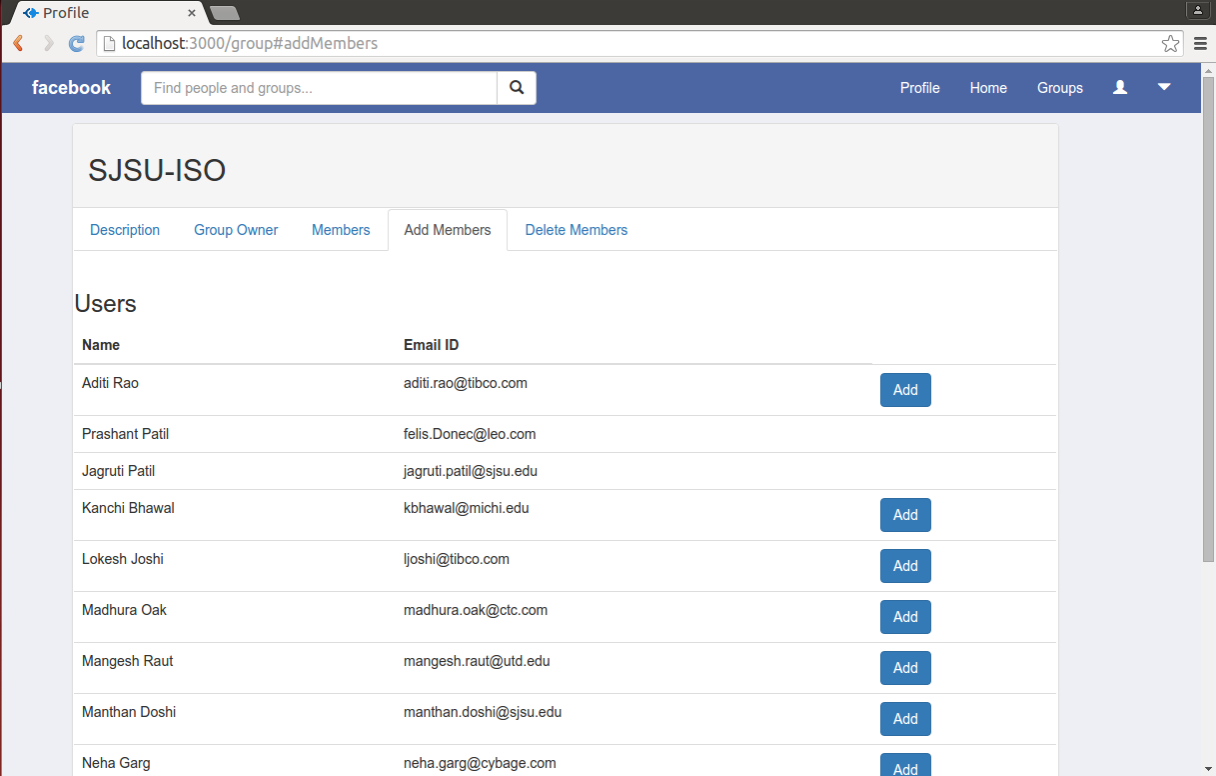 Profile
localhost:3000/group#addMembers
facebook Find people and groups... Profile Home Groups
SJSU-ISO
Description Group Owner Members Add Members Delete Members
Users
Name Email ID
Aditi Rao aditi.rao@tibco.com Add
Prashant Patil felis.Donec@leo.com
Jagruti Patil jagruti.patil@sjsu.edu
Kanchi Bhawal kbhawal@michi.edu Add
Lokesh Joshi ljoshi@tibco.com Add
Madhura Oak madhura.oak@ctc.com Add
Mangesh Raut mangesh.raut@utd.edu Add
Manthan Doshi manthan.doshi@sjsu.edu Add
Neha Garg neha.garg@cybage.com Add